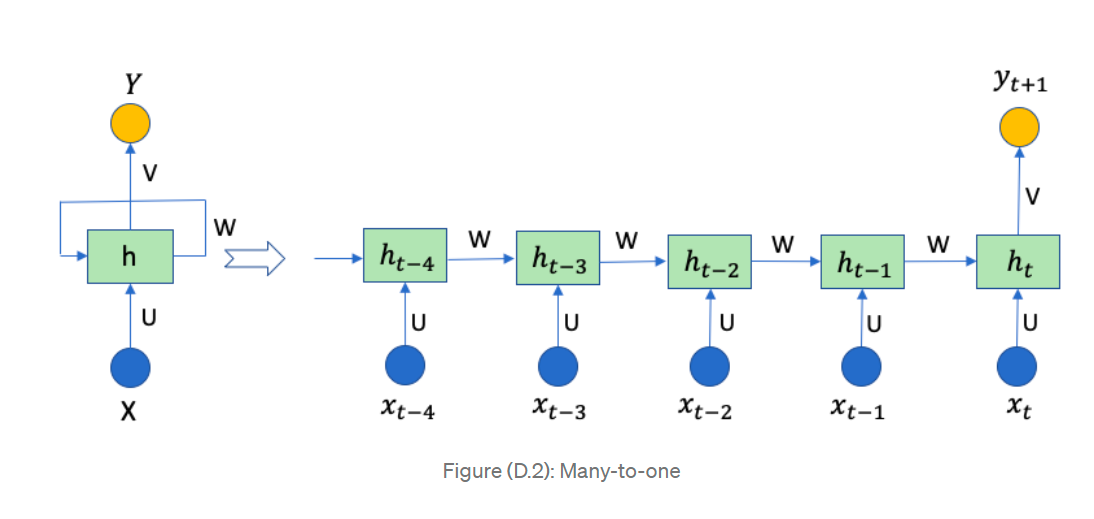 Y
y_{t+1}
V
V
W
W
W
W
W
h
h_{t−4}
h_{t−3}
h_{t−2}
h_{t−1}
h_t
U
U
U
U
U
U
X
x_{t−4}
x_{t−3}
x_{t−2}
x_{t−1}
x_t
Figure (D.2): Many-to-one